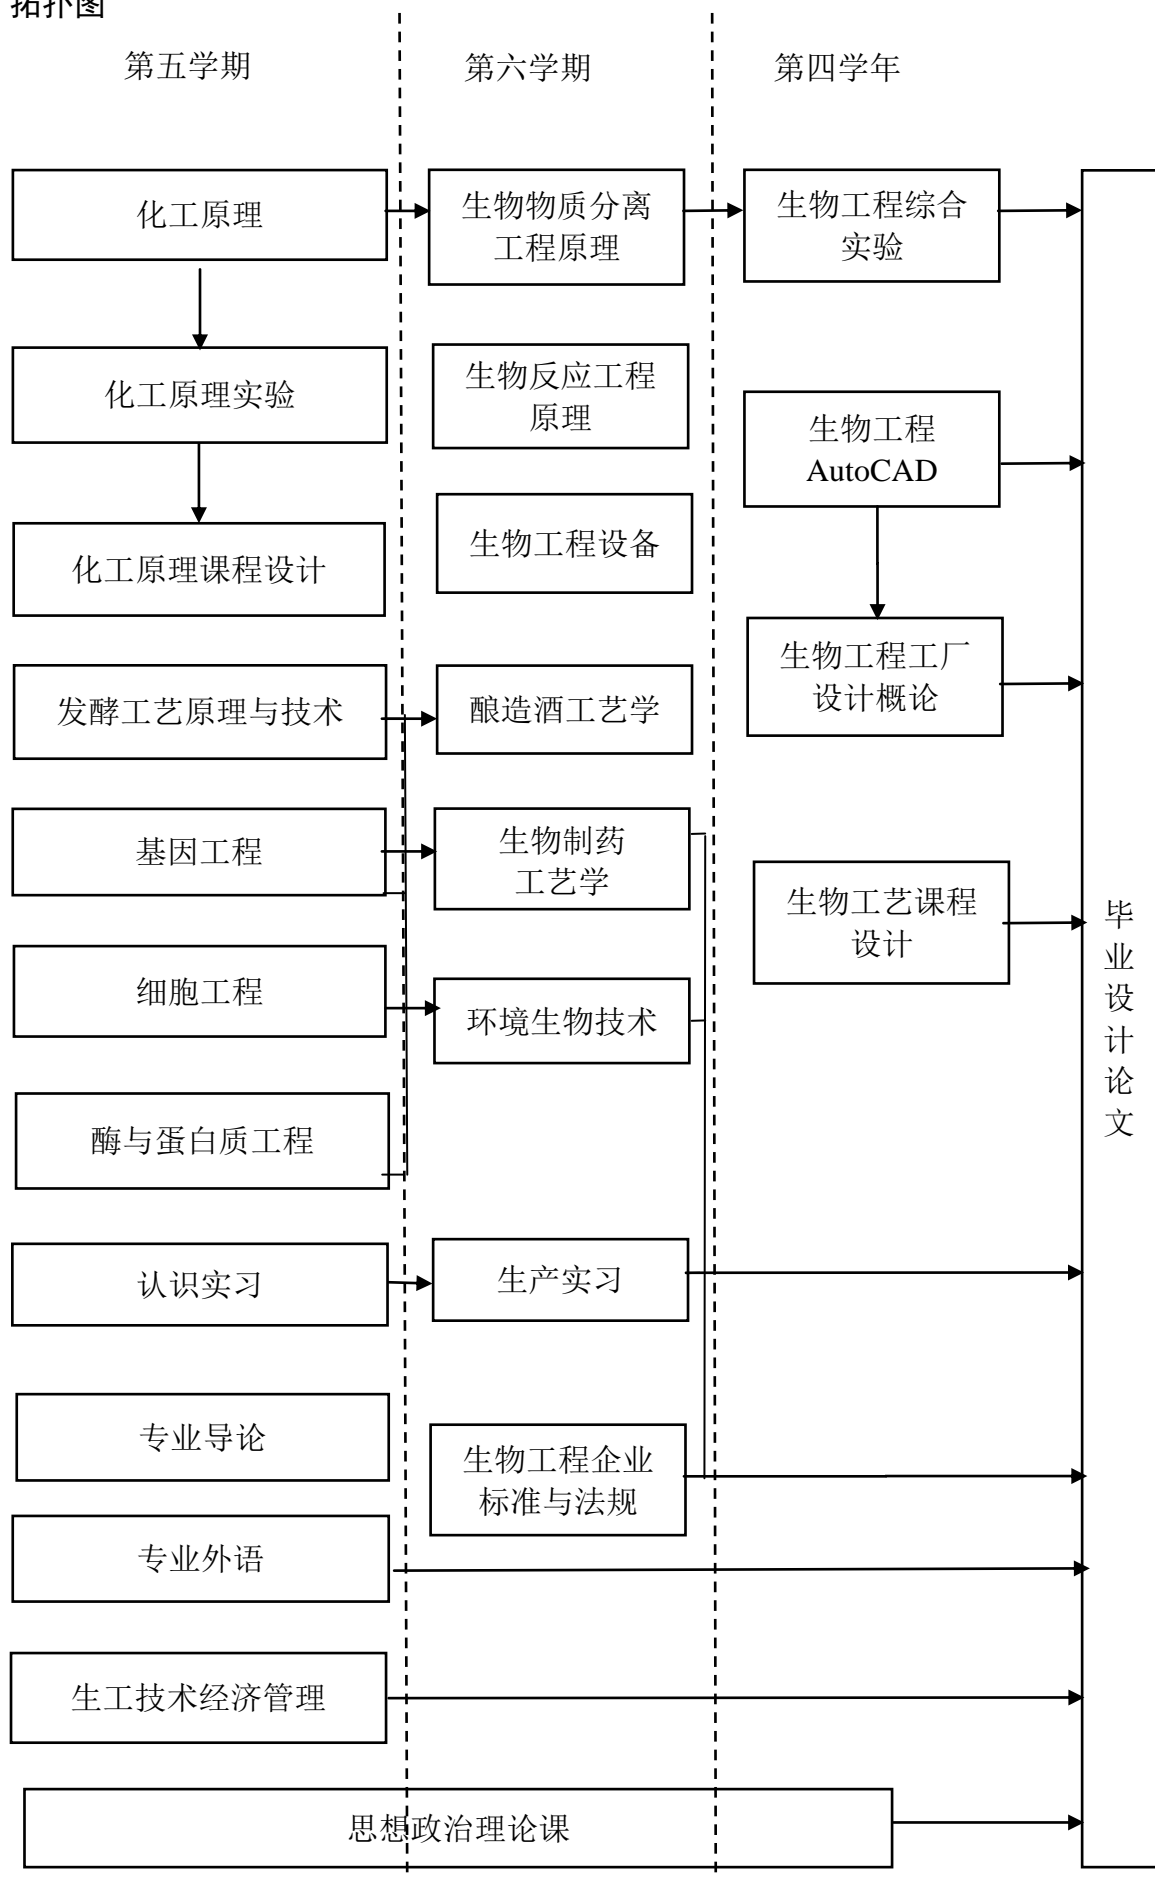 拓扑图
第五学期
第六学期
第四学年
化工原理
生物物质分离
工程原理
生物工程综合
实验
化工原理实验
生物反应工程
原理
生物工程
AutoCAD
化工原理课程设计
生物工程设备
生物工程工厂
设计概论
发酵工艺原理与技术
酿造酒工艺学
基因工程
生物制药
工艺学
生物工艺课程
设计
细胞工程
环境生物技术
酶与蛋白质工程
认识实习
生产实习
专业导论
生物工程企业
标准与法规
专业外语
生工技术经济管理
思想政治理论课
毕
业
设
计
论
文